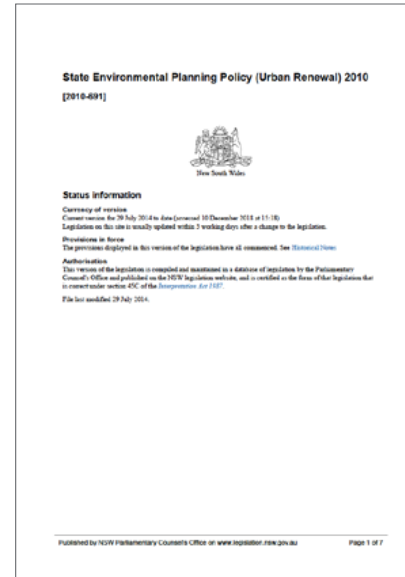 State Environmental Planning Policy (Urban Renewal) 2010
[2010-691]
New South Wales
Status information
Currency of version
Current version for 29 July 2014 to date (accessed 10 December 2018 at 15:18)
Legislation on this site is usually updated within 3 working days after a change to the legislation.
Provisions in force
The provisions displayed in this version of the legislation have all commenced. See Historical Notes
Authorisation
This version of the legislation is compiled and maintained in a database of legislation by the Parliamentary
Counsel's Office and published on the NSW legislation website, and is certified as the form of that legislation that
is correct under section 45C of the Interpretation Act 1987.
File last modified 29 July 2014.
Published by NSW Parliamentary Counsel's Office on www.legislation.nsw.gov.au Page 1 of 7